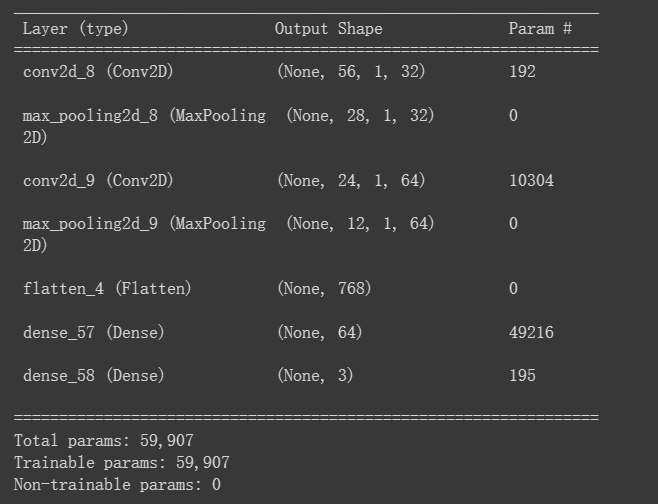 Layer (type) Output Shape Param #
=================================================================
conv2d_8 (Conv2D) (None, 56, 1, 32) 192
max_pooling2d_8 (MaxPooling (None, 28, 1, 32) 0
2D)
conv2d_9 (Conv2D) (None, 24, 1, 64) 10304
max_pooling2d_9 (MaxPooling (None, 12, 1, 64) 0
2D)
flatten_4 (Flatten) (None, 768) 0
dense_57 (Dense) (None, 64) 49216
dense_58 (Dense) (None, 3) 195
=================================================================
Total params: 59,907
Trainable params: 59,907
Non-trainable params: 0